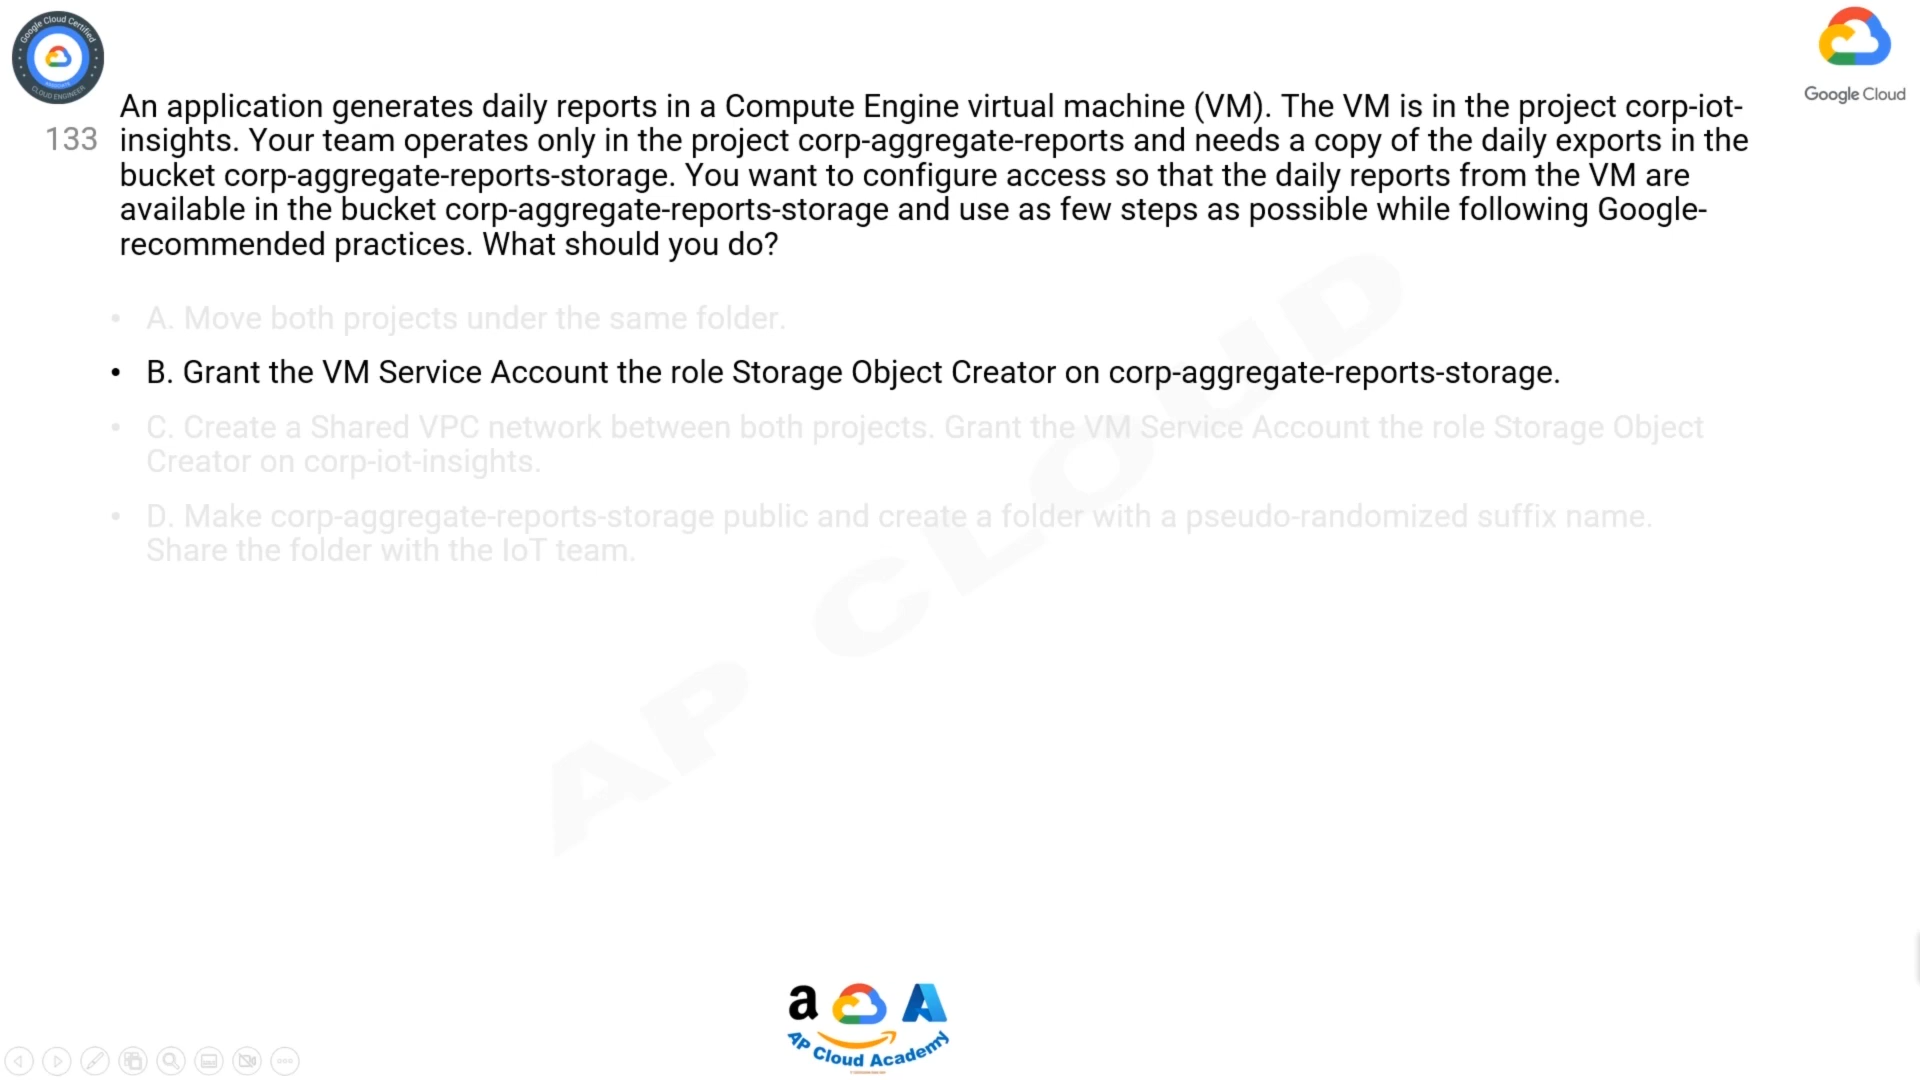 Google Cloud Certified
ASSOCIATE
CLOUD ENGINEER
Google Cloud
133
An application generates daily reports in a Compute Engine virtual machine (VM). The VM is in the project corp-iot-
insights. Your team operates only in the project corp-aggregate-reports and needs a copy of the daily exports in the
bucket corp-aggregate-reports-storage. You want to configure access so that the daily reports from the VM are
available in the bucket corp-aggregate-reports-storage and use as few steps as possible while following Google-
recommended practices. What should you do?
• A. Move both projects under the same folder.
• B. Grant the VM Service Account the role Storage Object Creator on corp-aggregate-reports-storage.
• C. Create a Shared VPC network between both projects. Grant the VM Service Account the role Storage Object
Creator on corp-iot-insights.
• D. Make corp-aggregate-reports-storage public and create a folder with a pseudo-randomized suffix name.
Share the folder with the IoT team.
AP CLOUD
a
AP Cloud Academy